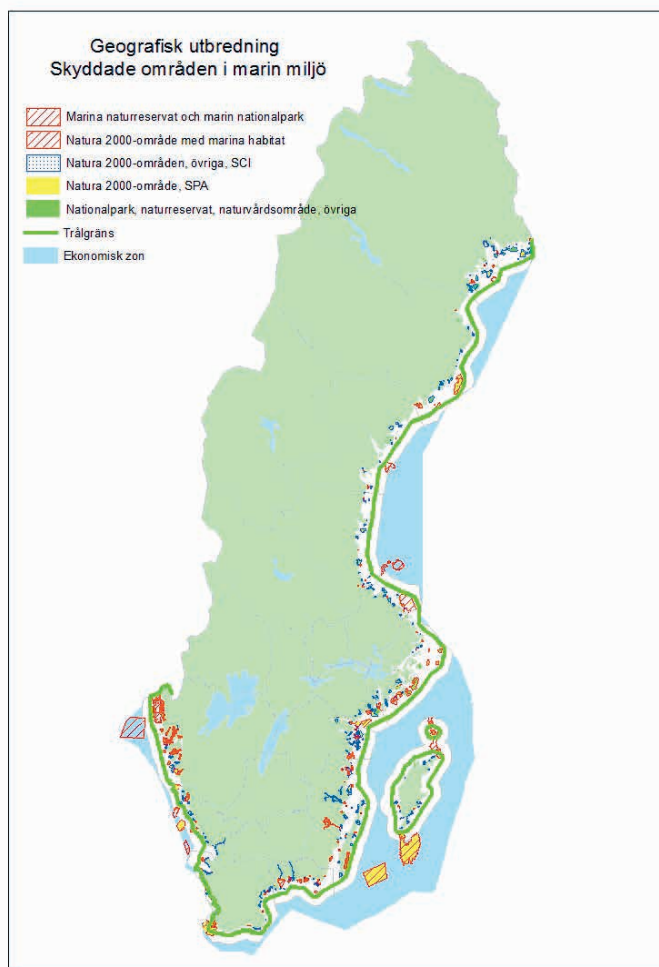 Geografisk utbredning
Skyddade områden i marin miljö
Marina naturreservat och marin nationalpark
Natura 2000-område med marina habitat
Natura 2000-områden, övriga, SCI
Natura 2000-område, SPA
Nationalpark, naturreservat, naturvårdsområde, övriga
Trålgräns
Ekonomisk zon